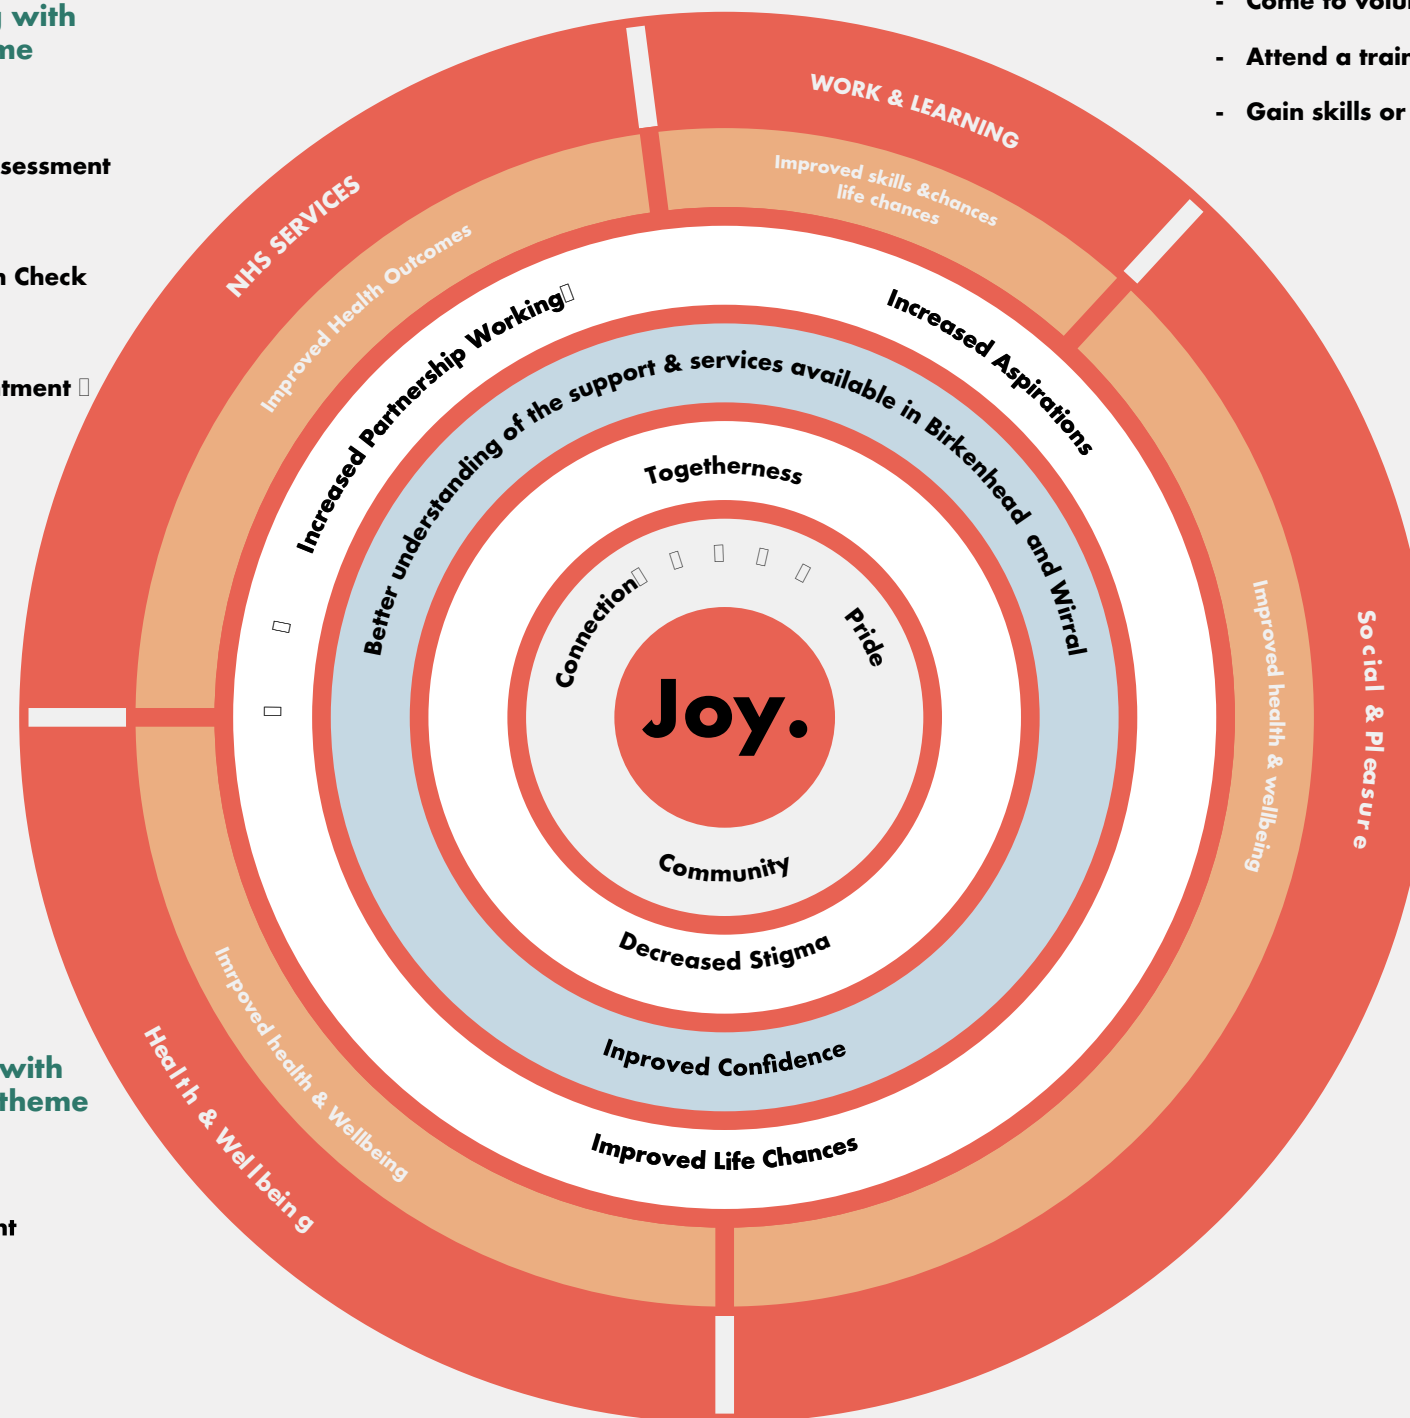 with
me
sessment
Check
tment
- Come to
- Attend a
- Gain skills or
NHS SERVICES
WORK & LEARNING
Social & Pleasure
Health & Wellbeing
Improved Health Outcomes
Improved skills &chances
life chances
Improved health & wellbeing
Imrpoved health & Wellbeing
Increased Partnership Working
Increased Aspirations
Improved Life Chances
Better understanding of the support & services available in Birkenhead and Wirral
Inproved Confidence
Togetherness
Decreased Stigma
Connection
Pride
Community
Joy.
with
theme
nt